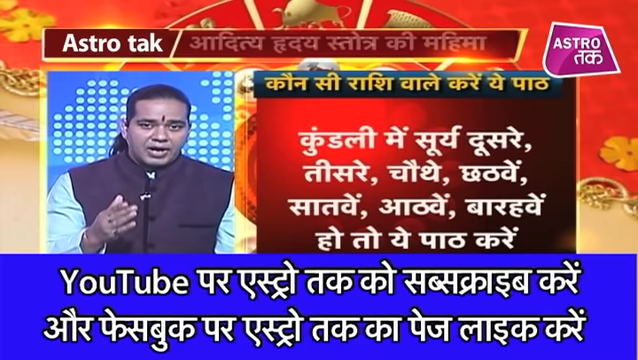 Astro tak
आदित्य हृदय स्तोत्र की महिमा
ASTRO
तक
कौन सी राशि वाले करें ये पाठ
कुंडली में सूर्य दूसरे,
तीसरे, चौथे, छठवें,
सातवें, आठवें, बारहवें
हो तो ये पाठ करें
YouTube पर एस्ट्रो तक को सब्सक्राइब करें
और फेसबुक पर एस्ट्रो तक का पेज लाइक करें